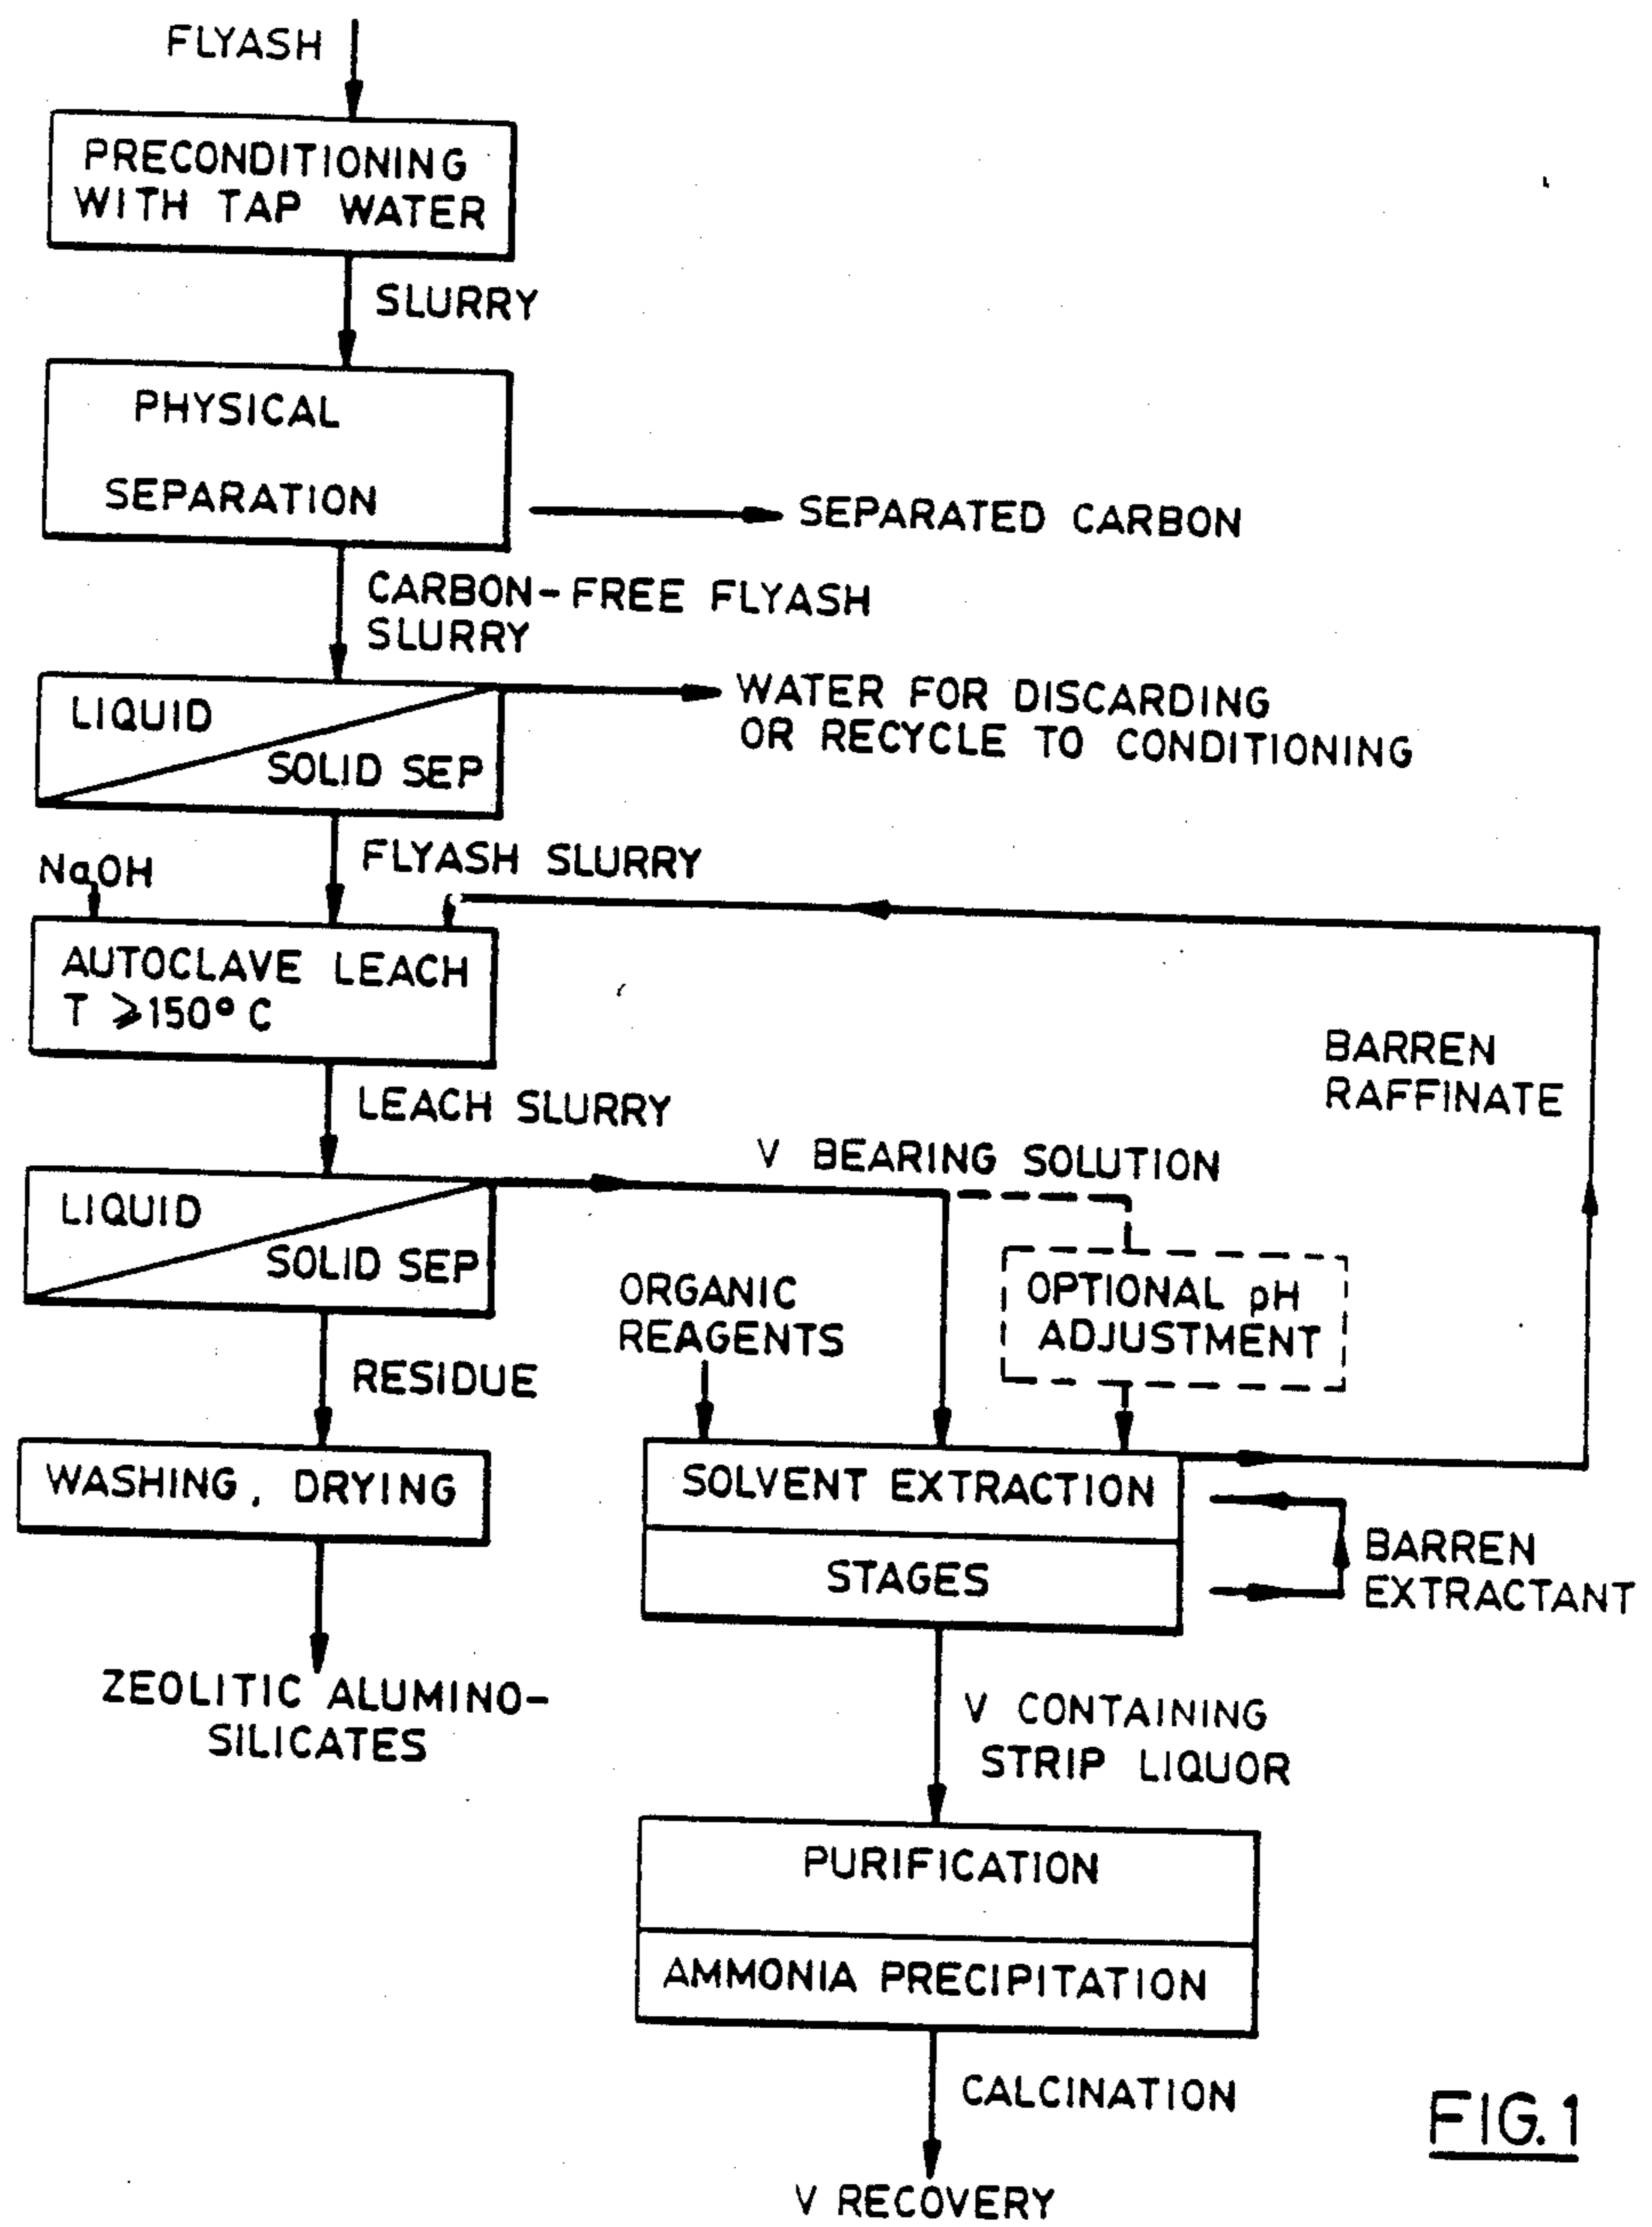 FLYASH
PRECONDITIONING
WITH TAP WATER
SLURRY
PHYSICAL
SEPARATION
SEPARATED CARBON
CARBON-FREE FLYASH
SLURRY
LIQUID
SOLID SEP
WATER FOR DISCARDING
OR RECYCLE TO CONDITIONING
FLYASH SLURRY
NaOH
AUTOCLAVE LEACH
T ⩾150° C
BARREN
RAFFINATE
LEACH SLURRY
V BEARING SOLUTION
LIQUID
SOLID SEP
ORGANIC
REAGENTS
OPTIONAL pH
ADJUSTMENT
RESIDUE
WASHING, DRYING
SOLVENT EXTRACTION
STAGES
BARREN
EXTRACTANT
ZEOLITIC ALUMINO-
SILICATES
V CONTAINING
STRIP LIQUOR
PURIFICATION
AMMONIA PRECIPITATION
CALCINATION
V RECOVERY
FIG.1